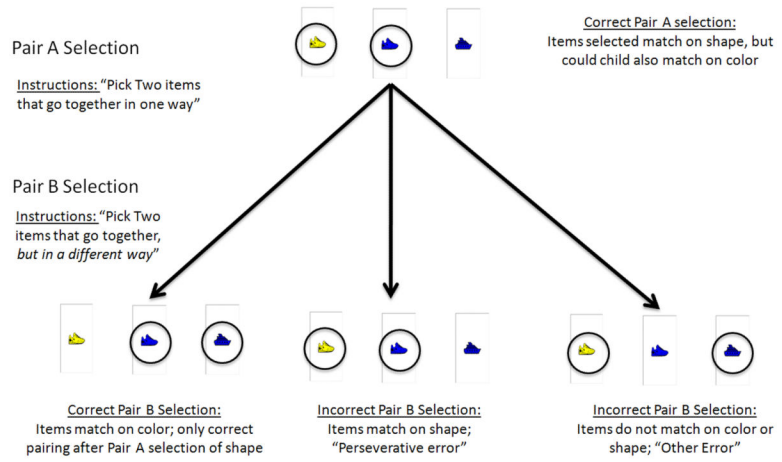 Pair A Selection
Instructions: “Pick Two items
that go together in one way”
Correct Pair A selection:
Items selected match on shape, but
could child also match on color
Pair B Selection
Instructions: “Pick Two
items that go together,
but in a different way”
Correct Pair B Selection:
Items match on color; only correct
pairing after Pair A selection of shape
Incorrect Pair B Selection:
Items match on shape;
“Perseverative error”
Incorrect Pair B Selection:
Items do not match on color or
shape; “Other Error”